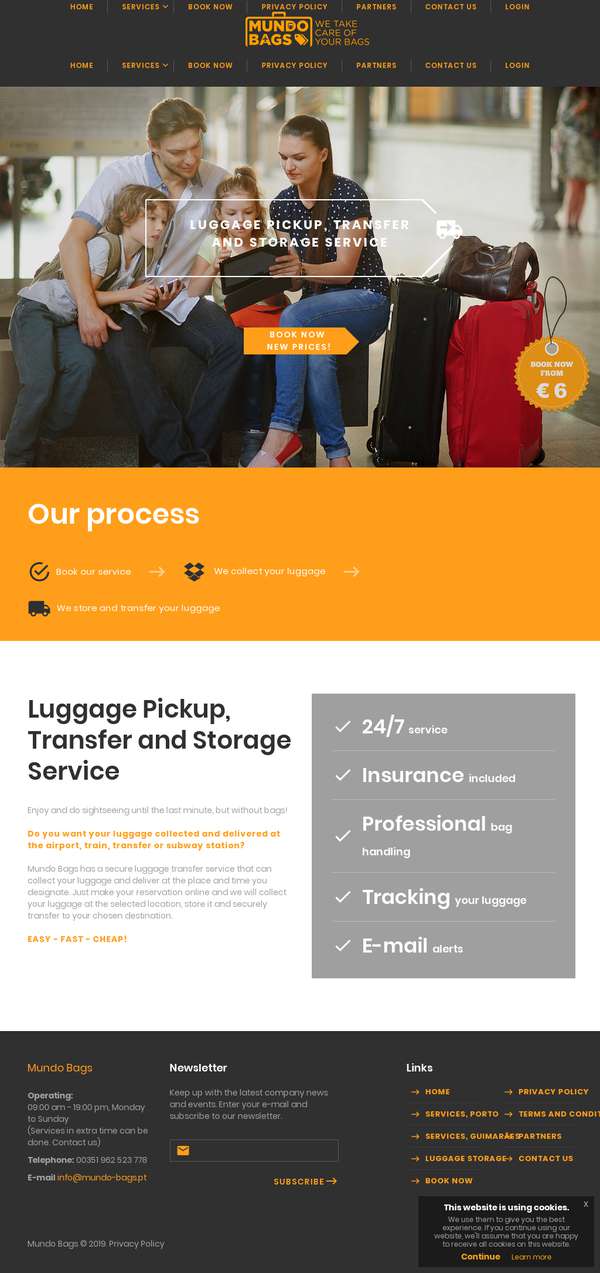 HOME SERVICES BOOK NOW PRIVACY POLICY PARTNERS CONTACT US LOGIN
MUNDO BAGS
WE TAKE
CARE OF
YOUR BAGS
HOME SERVICES BOOK NOW PRIVACY POLICY PARTNERS CONTACT US LOGIN
LUGGAGE PICKUP, TRANSFER
AND STORAGE SERVICE
BOOK NOW
NEW PRICES!
BOOK NOW
FROM
€ 6
Our process
Book our service
We collect your luggage
We store and transfer your luggage
Luggage Pickup,
Transfer and Storage
Service
Enjoy and do sightseeing until the last minute, but without bags!
Do you want your luggage collected and delivered at
the airport, train, transfer or subway station?
Mundo Bags has a secure luggage transfer service that can
collect your luggage and deliver at the place and time you
designate. Just make your reservation online and we will collect
your luggage at the selected location, store it and securely
transfer to your chosen destination.
EASY - FAST - CHEAP!
24/7 service
Insurance included
Professional bag
handling
Tracking your luggage
E-mail alerts
Mundo Bags
Operating:
09:00 am - 19:00 pm, Monday
to Sunday
(Services in extra time can be
done. Contact us)
Telephone: 00351 962 523 778
E-mail info@mundo-bags.pt
Newsletter
Keep up with the latest company news
and events. Enter your e-mail and
subscribe to our newsletter.
SUBSCRIBE
Links
HOME
SERVICES, PORTO
SERVICES, GUIMARÃES
LUGGAGE STORAGE
BOOK NOW
PRIVACY POLICY
TERMS AND CONDIT
PARTNERS
CONTACT US
Mundo Bags © 2019. Privacy Policy
X
This website is using cookies.
We use them to give you the best
experience. If you continue using our
website, we'll assume that you are happy
to receive all cookies on this website.
Continue Learn more